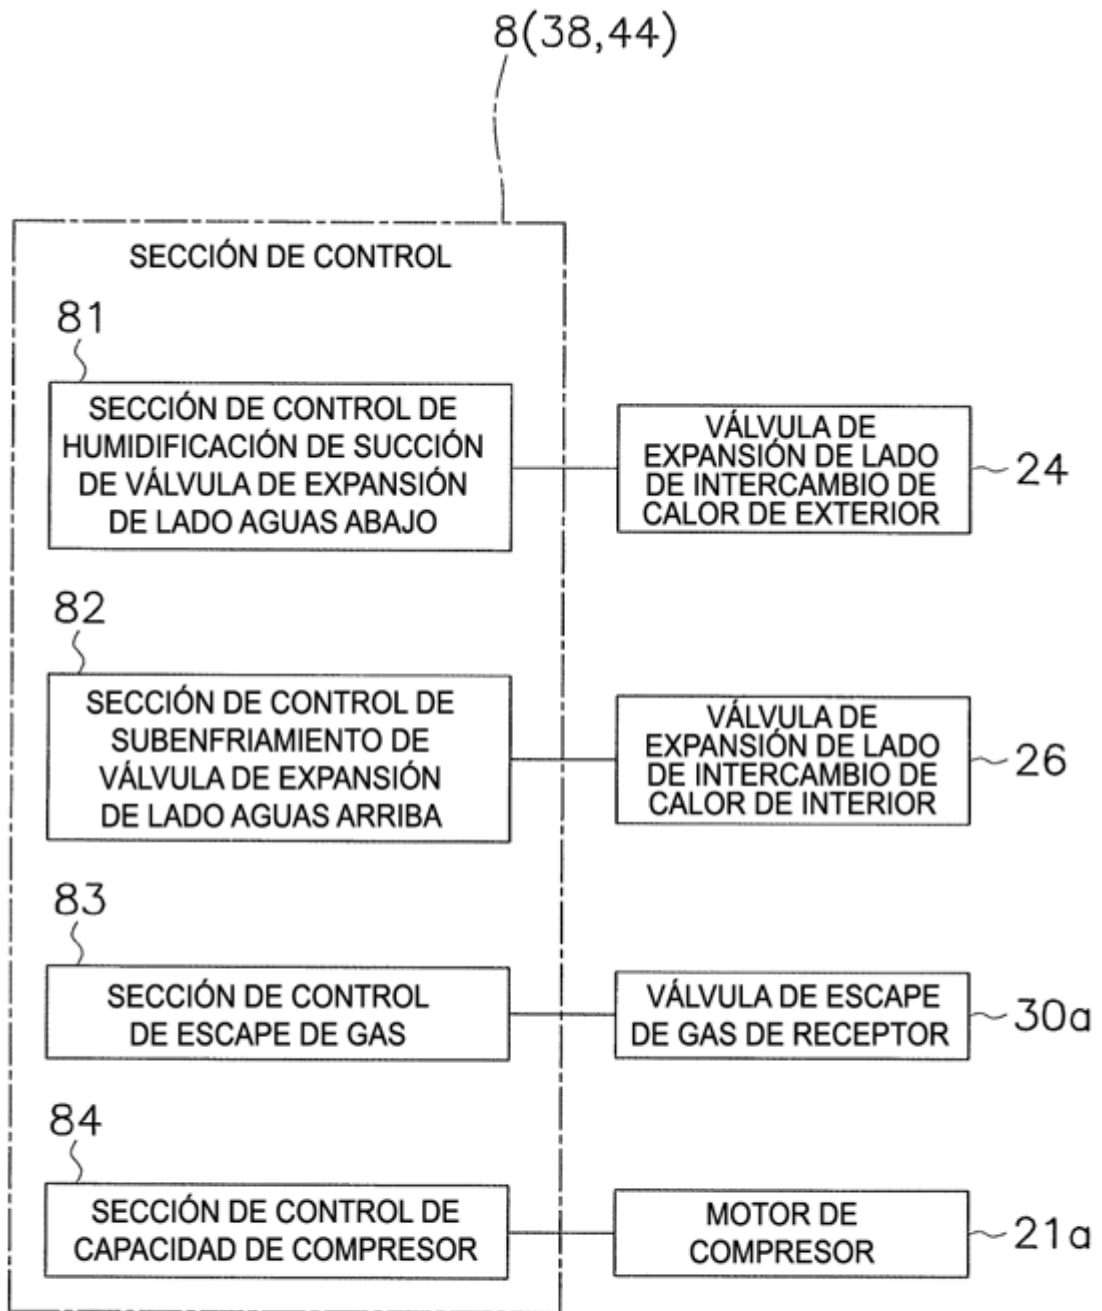 8(38,44)
SECCIÓN DE CONTROL
81
SECCIÓN DE CONTROL DE
HUMIDIFICACIÓN DE SUCCIÓN
DE VÁLVULA DE EXPANSIÓN
DE LADO AGUAS ABAJO
VÁLVULA DE
EXPANSIÓN DE LADO
DE INTERCAMBIO DE
CALOR DE EXTERIOR
24
82
SECCIÓN DE CONTROL DE
SUBENFRIAMIENTO DE
VÁLVULA DE EXPANSIÓN
DE LADO AGUAS ARRIBA
VÁLVULA DE
EXPANSIÓN DE LADO
DE INTERCAMBIO DE
CALOR DE INTERIOR
26
83
SECCIÓN DE CONTROL
DE ESCAPE DE GAS
VÁLVULA DE ESCAPE
DE GAS DE RECEPTOR
30a
84
SECCIÓN DE CONTROL DE
CAPACIDAD DE COMPRESOR
MOTOR DE
COMPRESOR
21a